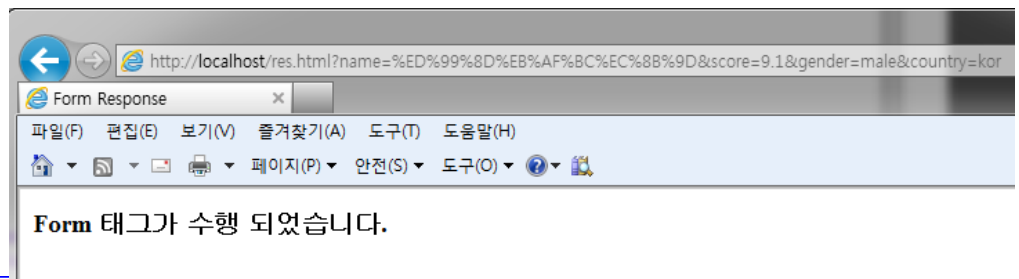 http://localhost/res.html?name=%ED%99%8D%EB%AF%BC%EC%8B%9D&score=9.1&gender=male&country=kor
Form Response
파일(F) 편집(E) 보기(V) 즐겨찾기(A) 도구(T) 도움말(H)
페이지(P) 안전(S) 도구(O)
Form 태그가 수행 되었습니다.